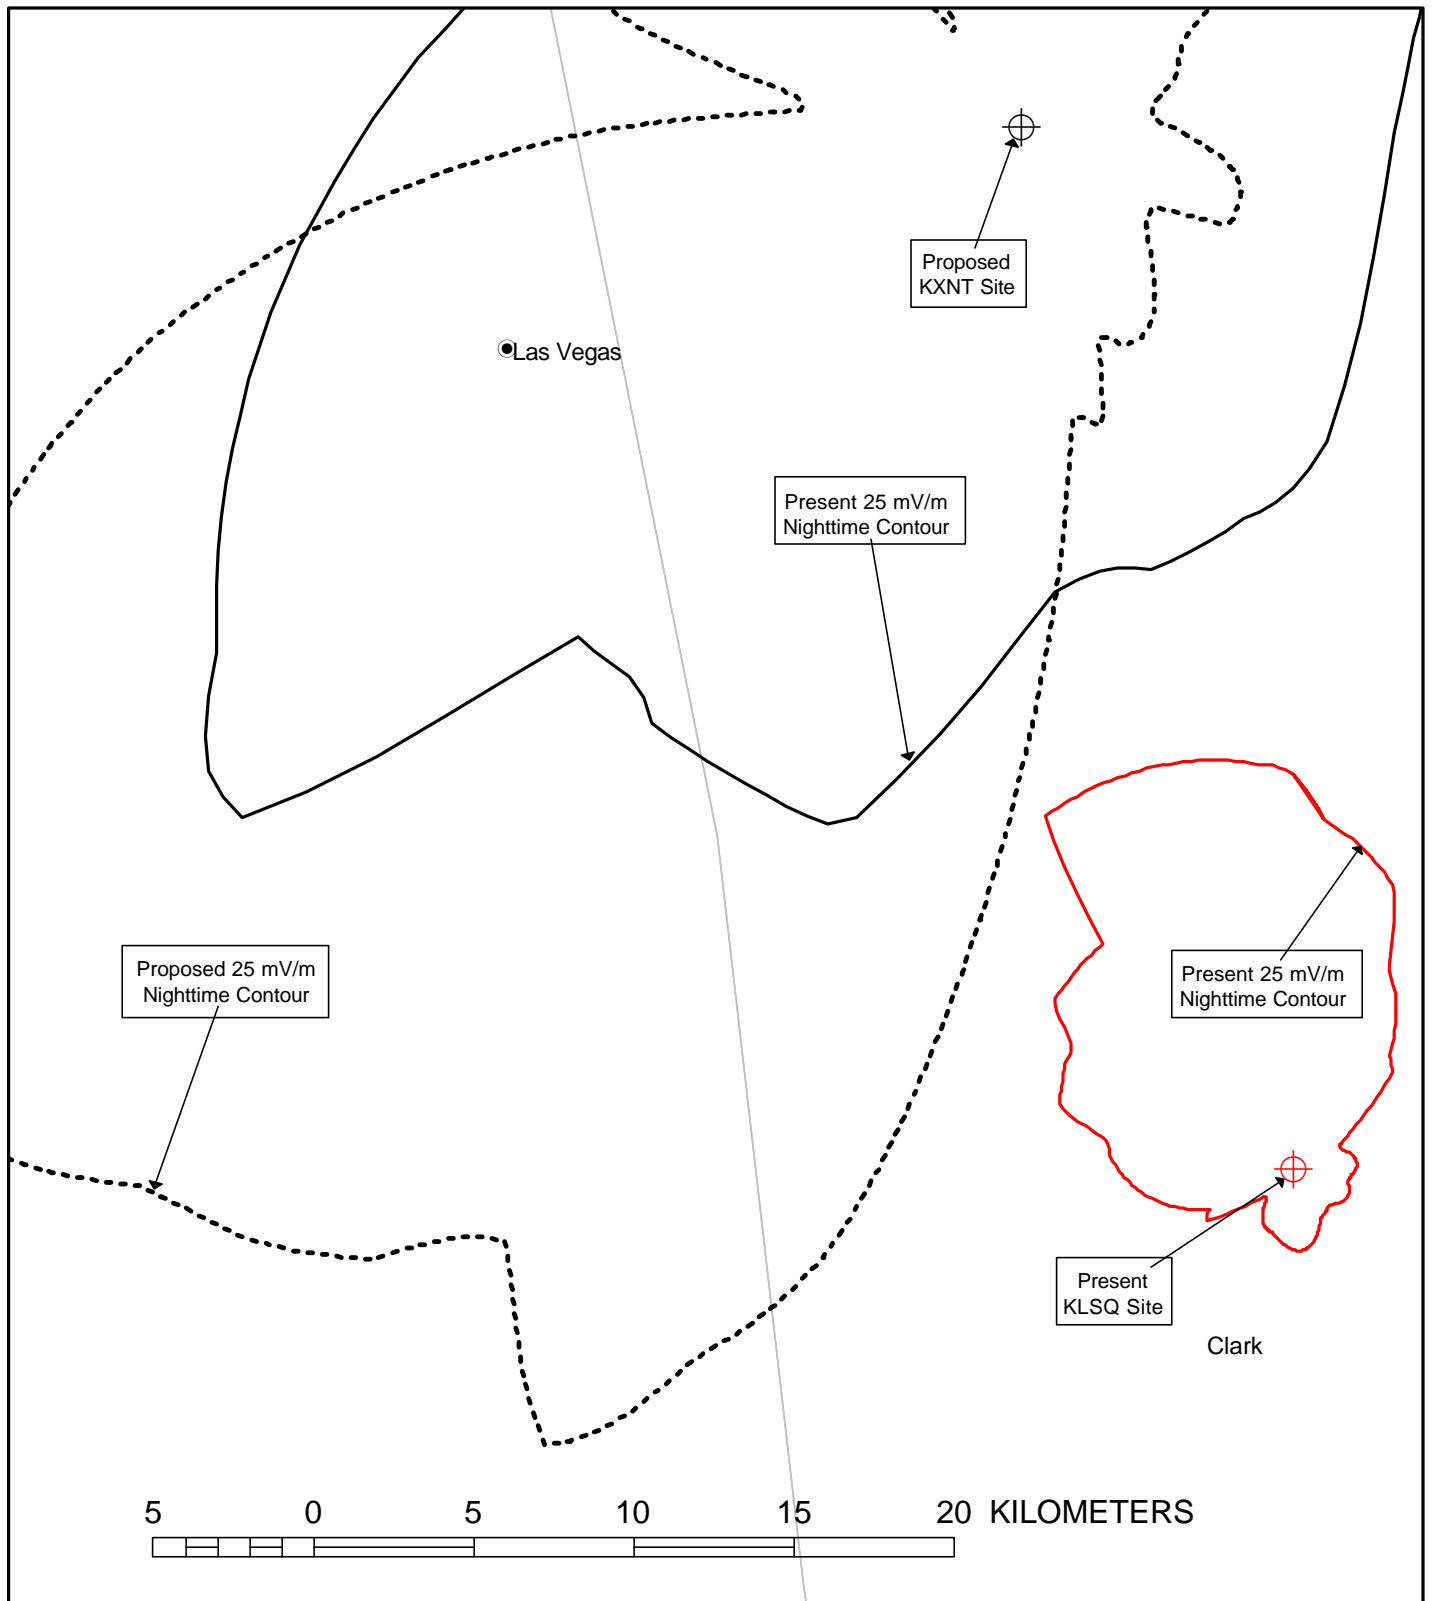 Proposed
KXNT Site
Las Vegas
Present 25 mV/m
Nighttime Contour
Proposed 25 mV/m
Nighttime Contour
Present 25 mV/m
Nighttime Contour
Present
KLSQ Site
Clark
5 0 5 10 15 20 KILOMETERS